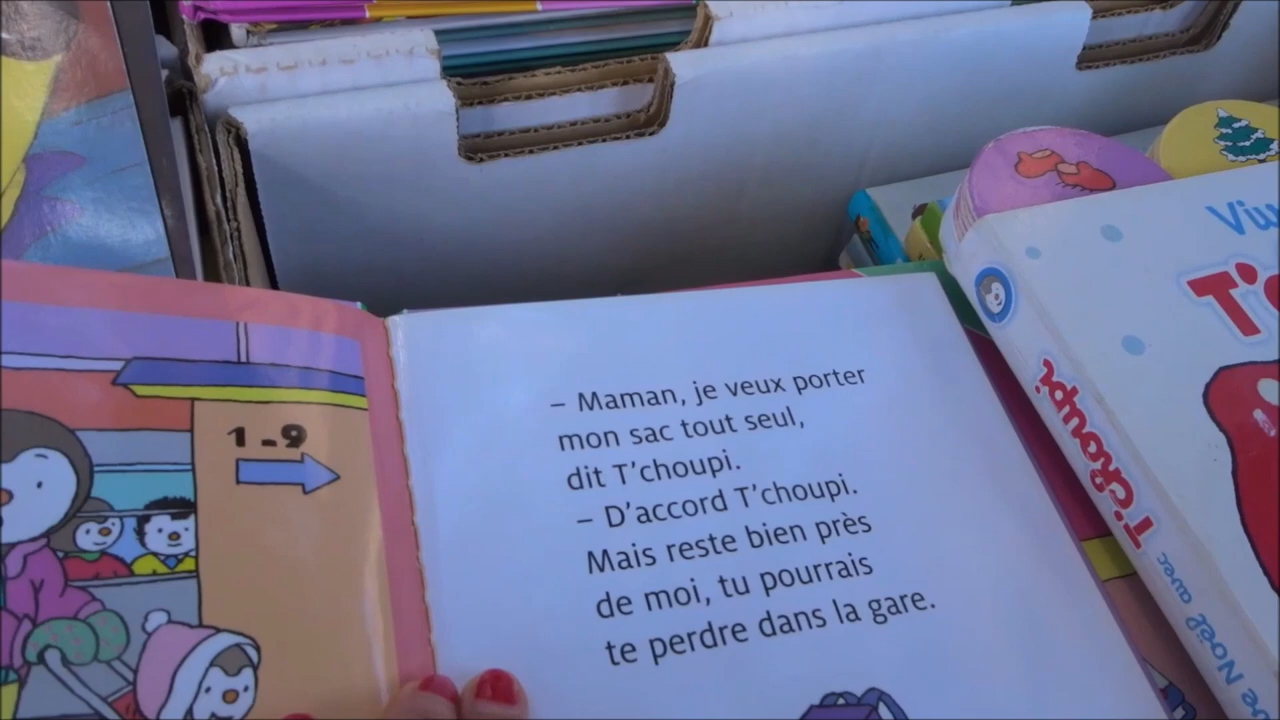 1-9
– Maman, je veux porter
mon sac tout seul,
dit T'choupi.
– D'accord T'choupi.
Mais reste bien près
de moi, tu pourrais
te perdre dans la gare.
T'choupi
avec